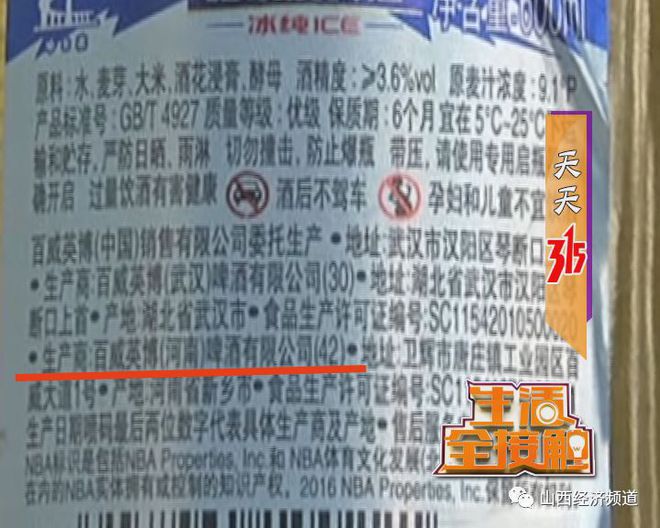 冰纯ICE
净含量:600ml
原料:水、麦芽、大米、酒花浸膏、酵母 酒精度:≥3.6%vol 原麦汁浓度:9.1°P
产品标准号:GB/T 4927 质量等级:优级 保质期:6个月 宜在5℃-25℃
输和贮存,严防日晒、雨淋 切勿撞击 防止爆瓶 带压,请使用专用启瓶
确开启 过量饮酒有害健康 酒后不驾车 孕妇和儿童不宜
百威英博(中国)销售有限公司委托生产 •地址:武汉市汉阳区琴断口
•生产商:百威英博(武汉)啤酒有限公司(30) •地址:湖北省武汉市汉阳区琴
断口上首 •产地:湖北省武汉市 •食品生产许可证编号:SC11542010500020
•生产商:百威英博(河南)啤酒有限公司(42) •地址:卫辉市唐庄镇工业园区百
威大道1号 •产地:河南省新乡市 •食品生产许可证编号:SC11
生产日期喷码最后两位数字代表具体生产商及产地 •售后服务
NBA标识是包括NBA Properties, Inc. 和 NBA体育文化发展(北
在内的NBA实体拥有或控制的知识产权。2016 NBA Properties, Inc. 保
天天315
生活
全接触
山西经济频道